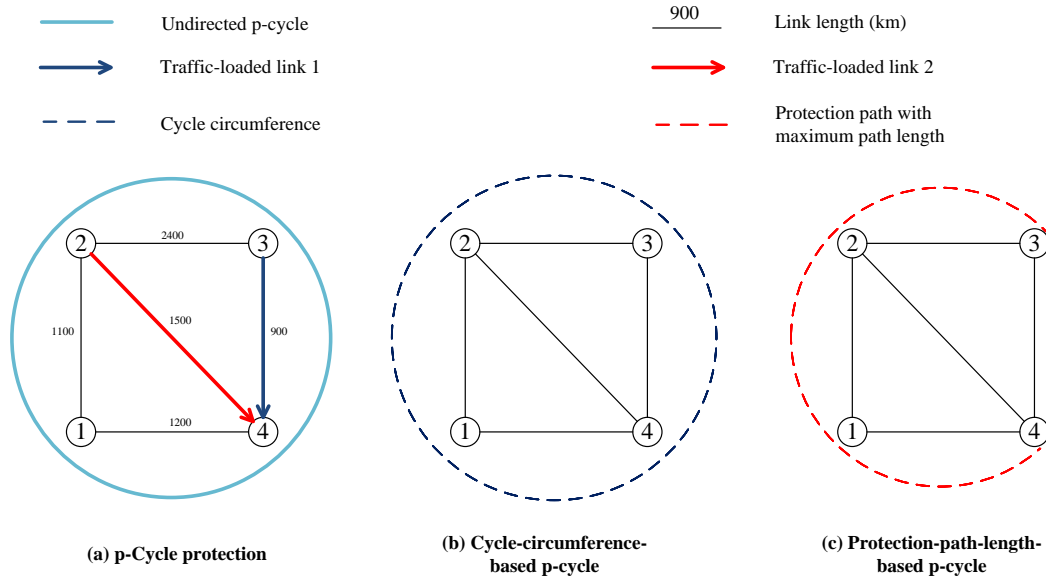 Undirected p-cycle
900
Link length (km)
Traffic-loaded link 1
Traffic-loaded link 2
Cycle circumference
Protection path with
maximum path length
2 2400 3
1100 1500 900
1 1200 4
2 3
1 4
2 3
1 4
(a) p-Cycle protection
(b) Cycle-circumference-
based p-cycle
(c) Protection-path-length-
based p-cycle